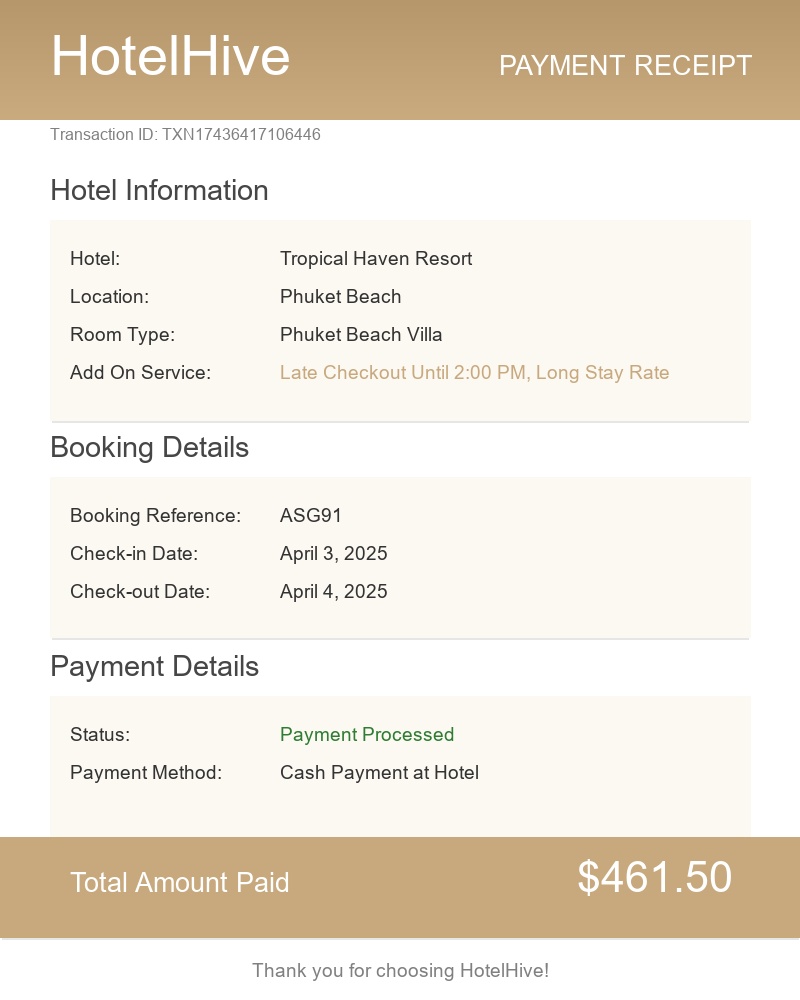 HotelHive
PAYMENT RECEIPT
Transaction ID: TXN17436417106446
Hotel Information
Hotel: Tropical Haven Resort
Location: Phuket Beach
Room Type: Phuket Beach Villa
Add On Service: Late Checkout Until 2:00 PM, Long Stay Rate
Booking Details
Booking Reference: ASG91
Check-in Date: April 3, 2025
Check-out Date: April 4, 2025
Payment Details
Status: Payment Processed
Payment Method: Cash Payment at Hotel
Total Amount Paid $461.50
Thank you for choosing HotelHive!